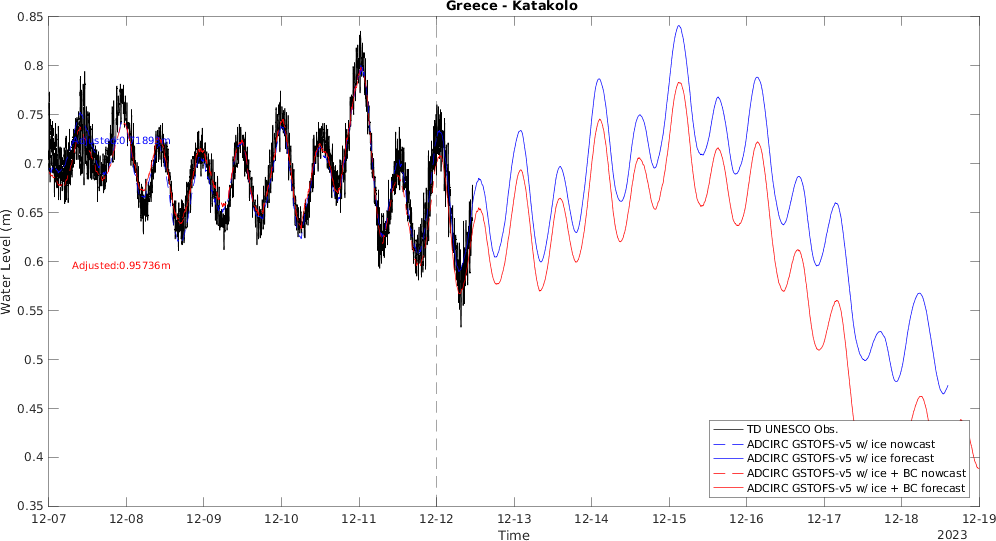 Greece - Katakolo
0.85
0.8
0.75
0.7
0.65
0.6
0.55
0.5
0.45
0.4
0.35
Water Level (m)
Adjusted:0.95736m
TD UNESCO Obs.
ADCIRC GSTOFS-v5 w/ ice nowcast
ADCIRC GSTOFS-v5 w/ ice forecast
ADCIRC GSTOFS-v5 w/ ice + BC nowcast
ADCIRC GSTOFS-v5 w/ ice + BC forecast
12-07 12-08 12-09 12-10 12-11 12-12 12-13 12-14 12-15 12-16 12-17 12-18 12-19
Time
2023